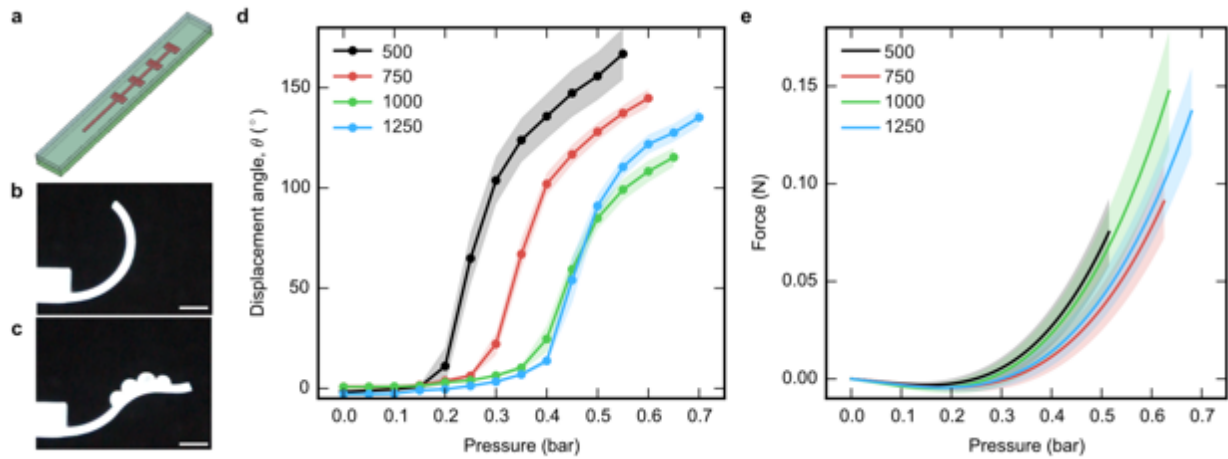 a
b
c
d
500
750
1000
1250
Displacement angle, θ (°)
150
100
50
0
0.0 0.1 0.2 0.3 0.4 0.5 0.6 0.7
Pressure (bar)
e
500
750
1000
1250
Force (N)
0.15
0.10
0.05
0.00
0.0 0.1 0.2 0.3 0.4 0.5 0.6 0.7
Pressure (bar)